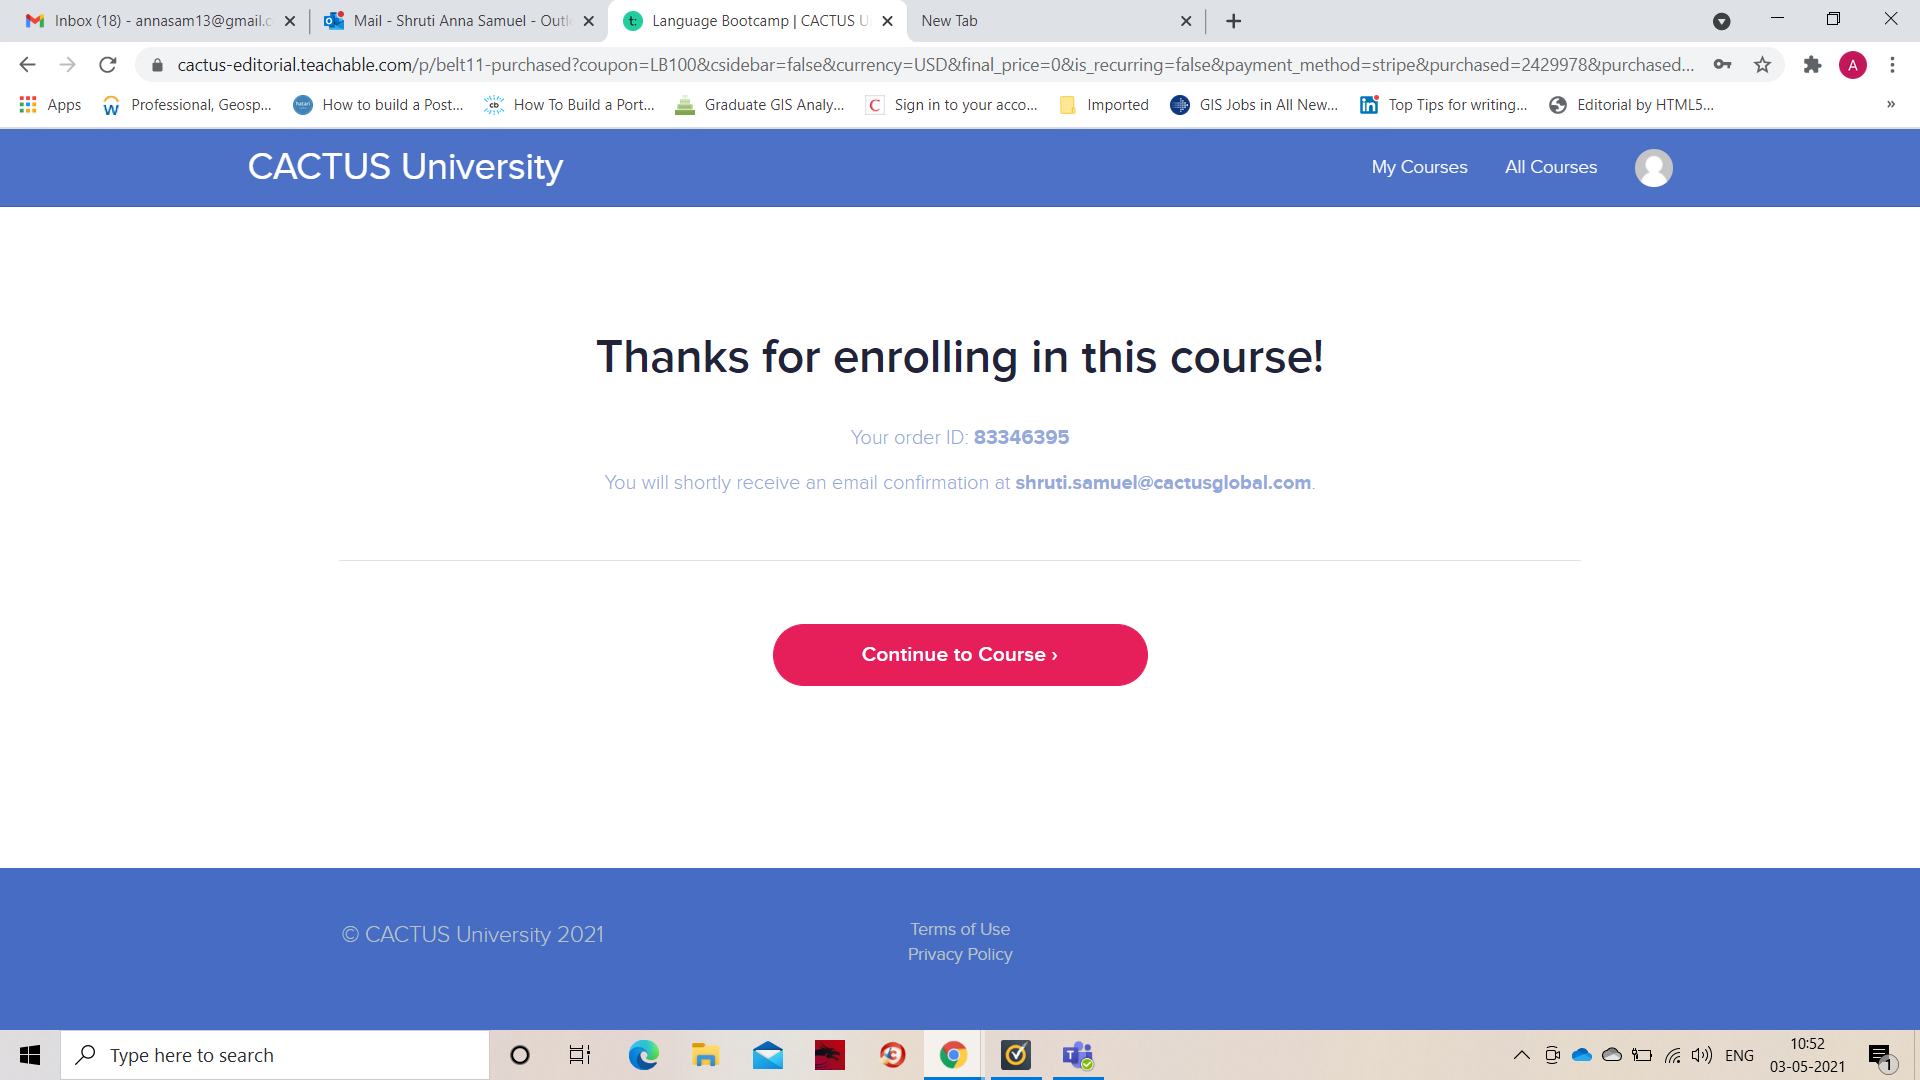 Inbox (18) - annasam13@gmail.c
Mail - Shruti Anna Samuel - Outl
Language Bootcamp | CACTUS U
New Tab
cactus-editorial.teachable.com/p/belt11-purchased?coupon=LB100&csidebar=false&currency=USD&final_price=0&is_recurring=false&payment_method=stripe&purchased=2429978&purchased...
A
Apps
Professional, Geosp...
How to build a Post...
How To Build a Port...
Graduate GIS Analy...
Sign in to your acco...
Imported
GIS Jobs in All New...
Top Tips for writing...
Editorial by HTML5...
»
CACTUS University
My Courses
All Courses
Thanks for enrolling in this course!
Your order ID: 83346395
You will shortly receive an email confirmation at shruti.samuel@cactusglobal.com.
Continue to Course ›
© CACTUS University 2021
Terms of Use
Privacy Policy
Type here to search
ENG
10:52
03-05-2021
1